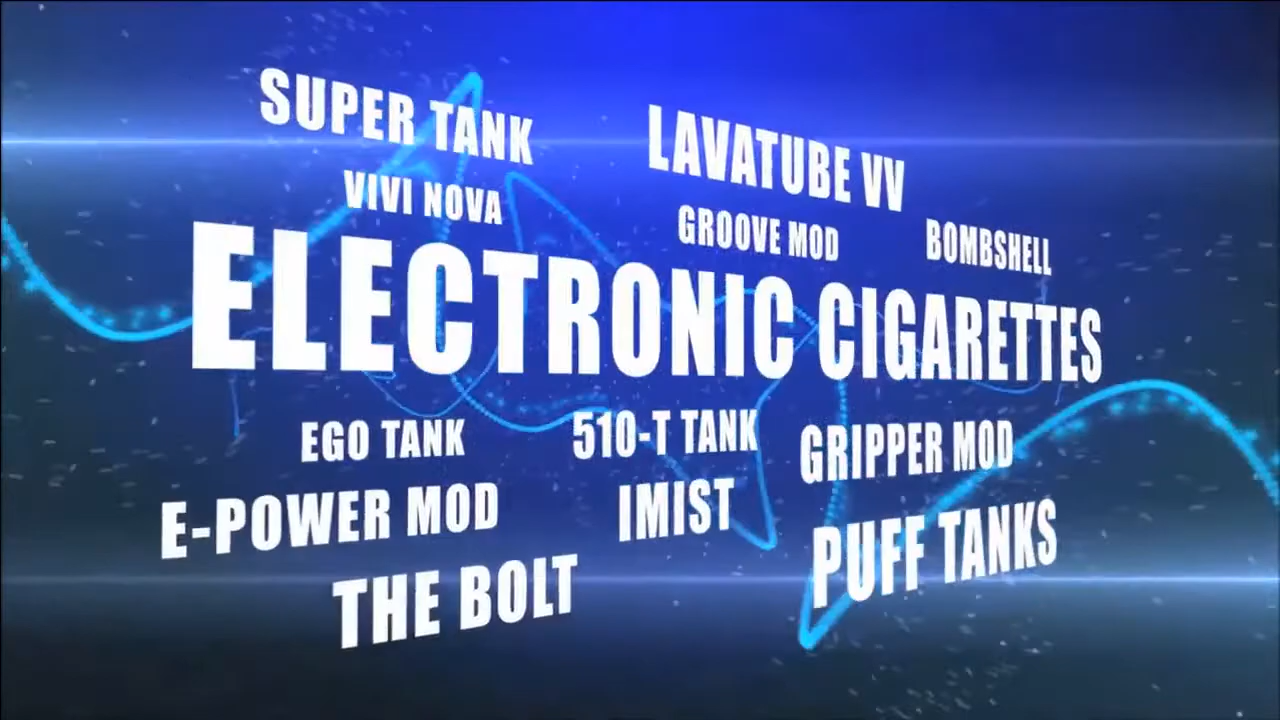 SUPER TANK
LAVATUBE VV
VIVI NOVA
GROOVE MOD
BOMBSHELL
ELECTRONIC CIGARETTES
EGO TANK
510-T TANK
GRIPPER MOD
E-POWER MOD
IMIST
PUFF TANKS
THE BOLT